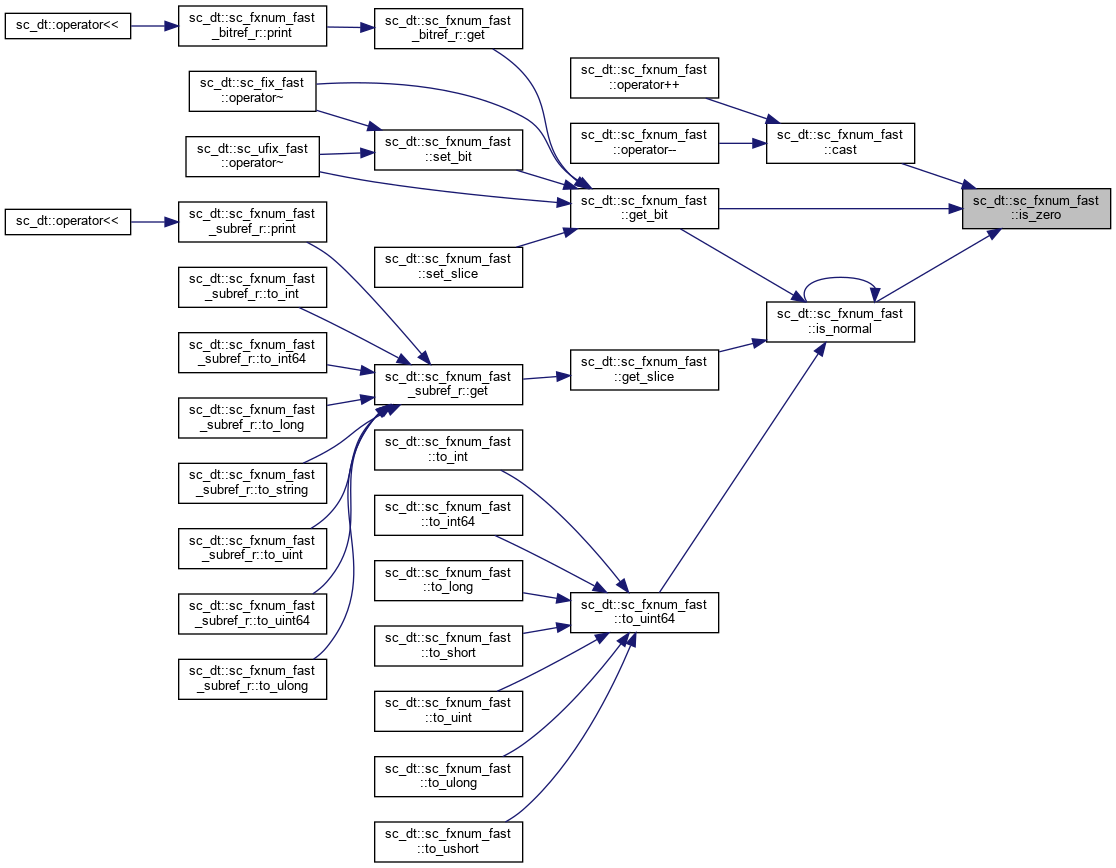 sc_dt::operator<<
sc_dt::sc_fxnum_fast
_bitref_r::print
sc_dt::sc_fxnum_fast
_bitref_r::get
sc_dt::sc_fix_fast
::operator~
sc_dt::sc_ufix_fast
::operator~
sc_dt::sc_fxnum_fast
::set_bit
sc_dt::sc_fxnum_fast
::operator++
sc_dt::sc_fxnum_fast
::operator--
sc_dt::sc_fxnum_fast
::cast
sc_dt::sc_fxnum_fast
::get_bit
sc_dt::sc_fxnum_fast
::is_zero
sc_dt::operator<<
sc_dt::sc_fxnum_fast
_subref_r::print
sc_dt::sc_fxnum_fast
::set_slice
sc_dt::sc_fxnum_fast
_subref_r::to_int
sc_dt::sc_fxnum_fast
::is_normal
sc_dt::sc_fxnum_fast
_subref_r::to_int64
sc_dt::sc_fxnum_fast
_subref_r::get
sc_dt::sc_fxnum_fast
::get_slice
sc_dt::sc_fxnum_fast
_subref_r::to_long
sc_dt::sc_fxnum_fast
_subref_r::to_string
sc_dt::sc_fxnum_fast
_subref_r::to_uint
sc_dt::sc_fxnum_fast
_subref_r::to_uint64
sc_dt::sc_fxnum_fast
_subref_r::to_ulong
sc_dt::sc_fxnum_fast
::to_int
sc_dt::sc_fxnum_fast
::to_int64
sc_dt::sc_fxnum_fast
::to_long
sc_dt::sc_fxnum_fast
::to_short
sc_dt::sc_fxnum_fast
::to_uint
sc_dt::sc_fxnum_fast
::to_ulong
sc_dt::sc_fxnum_fast
::to_ushort
sc_dt::sc_fxnum_fast
::to_uint64